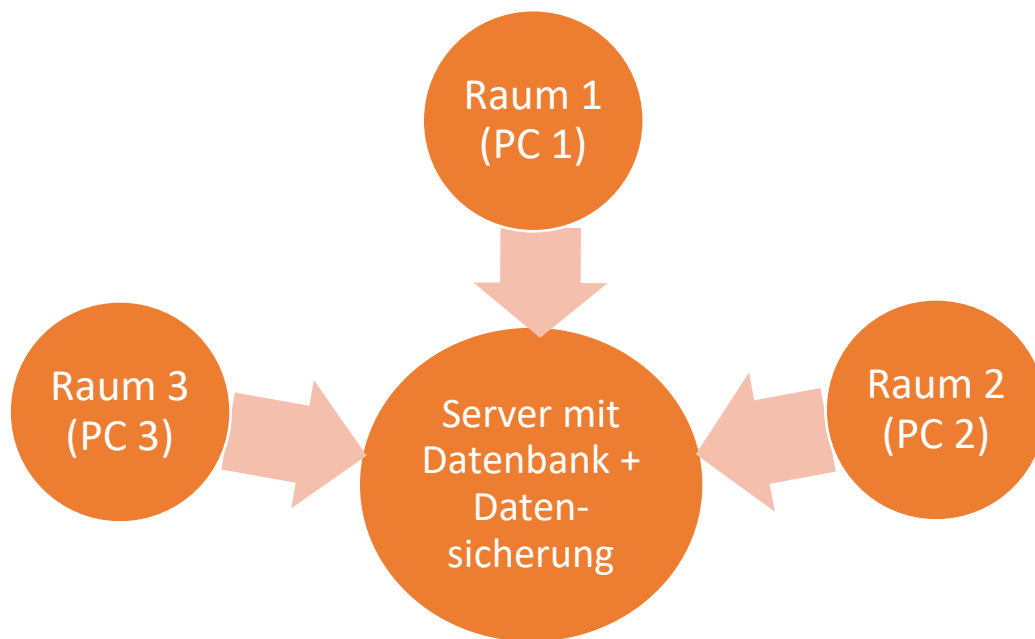 Raum 1
(PC 1)
Raum 3
(PC 3)
Raum 2
(PC 2)
Server mit
Datenbank +
Daten-
sicherung